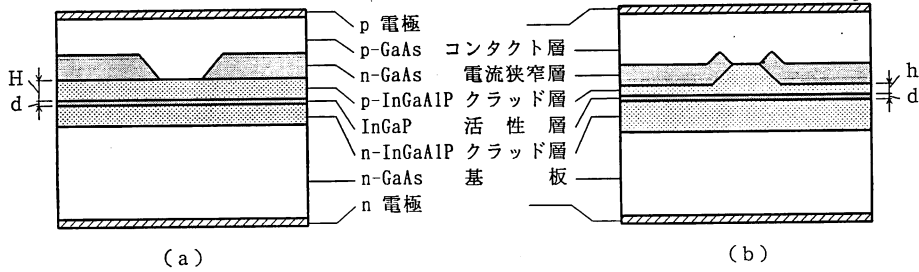 p 電極
p-GaAs コンタクト層
n-GaAs 電流狭窄層
p-InGaAlP クラッド層
InGaP 活性層
n-InGaAlP クラッド層
n-GaAs 基板
n 電極
H
d
h
d
(a)
(b)